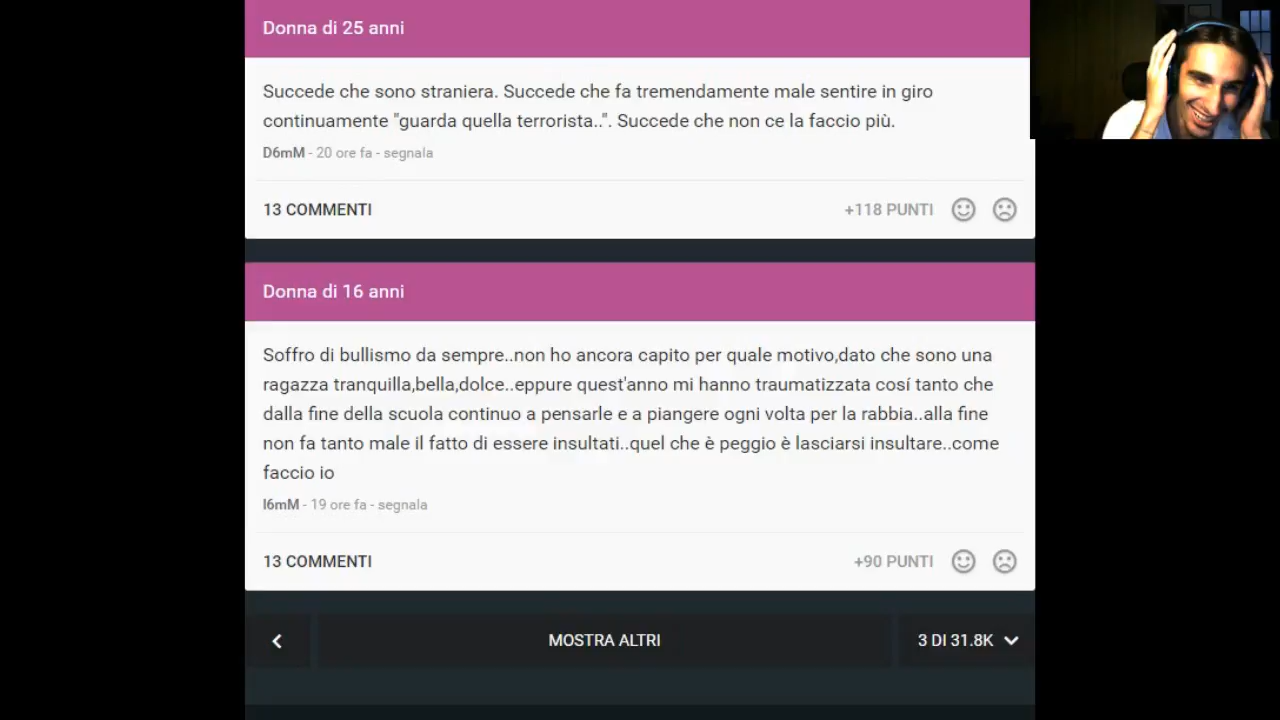 Donna di 25 anni
Succede che sono straniera. Succede che fa tremendamente male sentire in giro
continuamente "guarda quella terrorista..". Succede che non ce la faccio più.
D6mM - 20 ore fa - segnala
13 COMMENTI
+118 PUNTI
Donna di 16 anni
Soffro di bullismo da sempre..non ho ancora capito per quale motivo,dato che sono una
ragazza tranquilla,bella,dolce..eppure quest'anno mi hanno traumatizzata cosí tanto che
dalla fine della scuola continuo a pensarle e a piangere ogni volta per la rabbia..alla fine
non fa tanto male il fatto di essere insultati..quel che è peggio è lasciarsi insultare..come
faccio io
I6mM - 19 ore fa - segnala
13 COMMENTI
+90 PUNTI
MOSTRA ALTRI
3 DI 31.8K